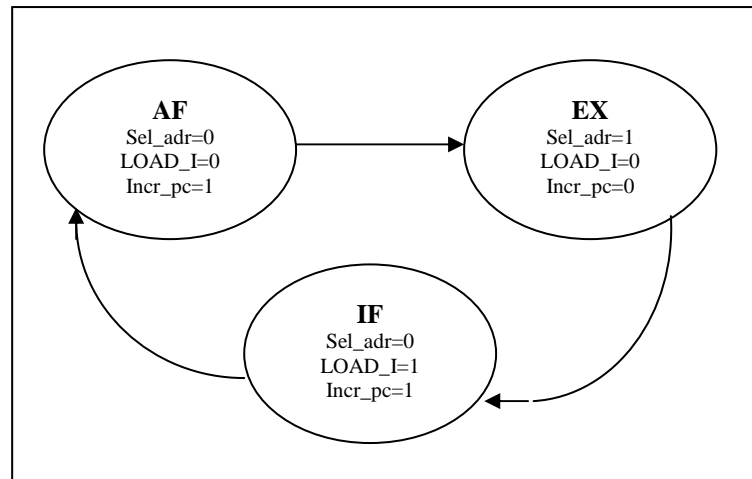 AF
Sel_adr=0
LOAD_I=0
Incr_pc=1
EX
Sel_adr=1
LOAD_I=0
Incr_pc=0
IF
Sel_adr=0
LOAD_I=1
Incr_pc=1